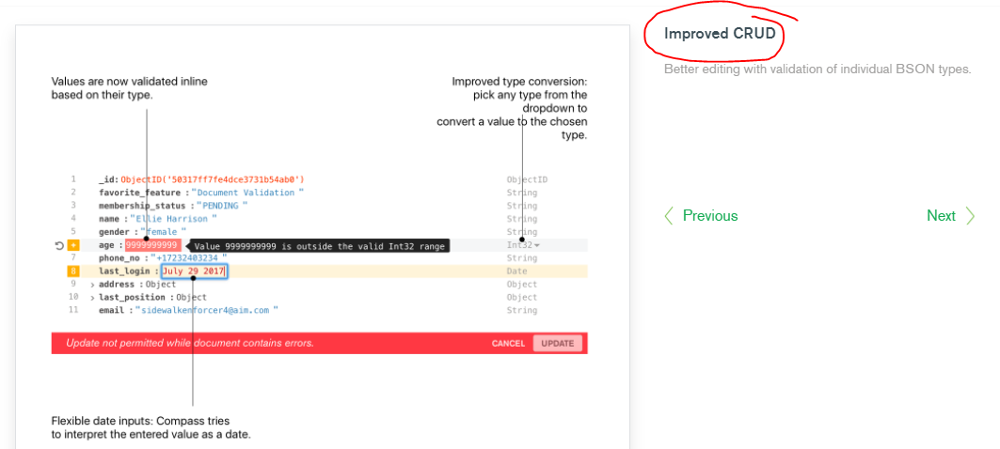 Improved CRUD
Better editing with validation of individual BSON types.
Previous
Next
Values are now validated inline
based on their type.
Improved type conversion:
pick any type from the
dropdown to
convert a value to the chosen
type.
1 _id: ObjectID('50317ff7fe4dce3731b54ab0') ObjectID
2 favorite_feature : "Document Validation " String
3 membership_status : "PENDING " String
4 name : "Ellie Harrison " String
5 gender : "female " String
+ age : 9999999999 Value 9999999999 is outside the valid Int32 range Int32
7 phone_no : "+17232403234 " String
8 last_login : July 29 2017 Date
9 > address : Object Object
10 > last_position : Object Object
11 email : "sidewalkenforcer4@aim.com " String
Update not permitted while document contains errors. CANCEL UPDATE
Flexible date inputs: Compass tries
to interpret the entered value as a date.